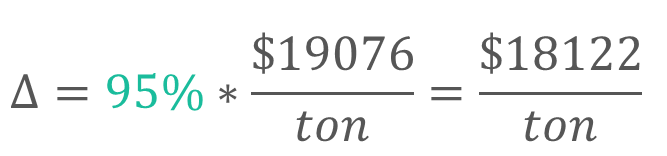 Δ = 95% * $19076/ton = $18122/ton